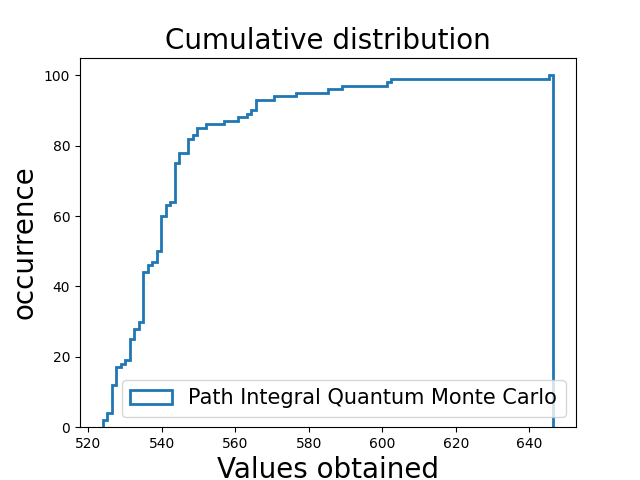 Cumulative distribution
100
80
60
40
20
0
occurrence
Path Integral Quantum Monte Carlo
520 540 560 580 600 620 640
Values obtained